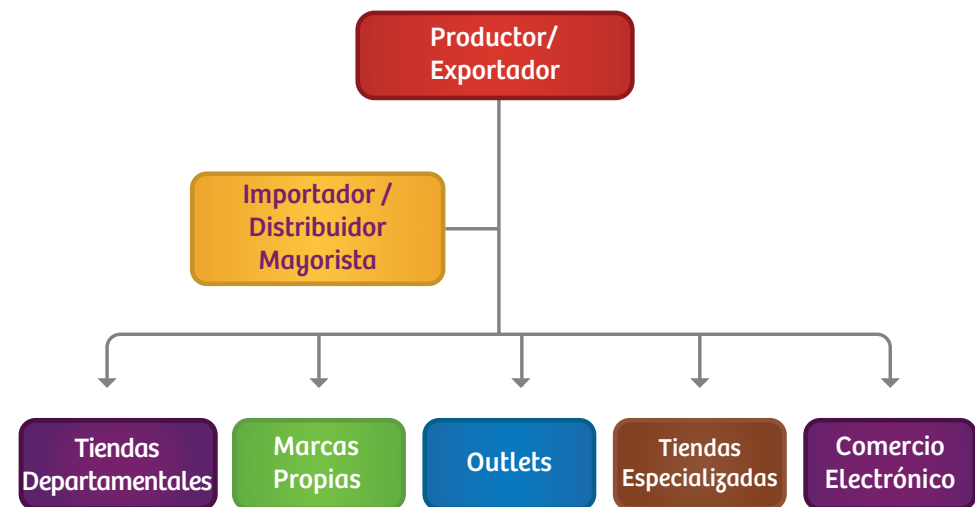 Productor/
Exportador
Importador /
Distribuidor
Mayorista
Tiendas
Departamentales
Marcas
Propias
Outlets
Tiendas
Especializadas
Comercio
Electrónico